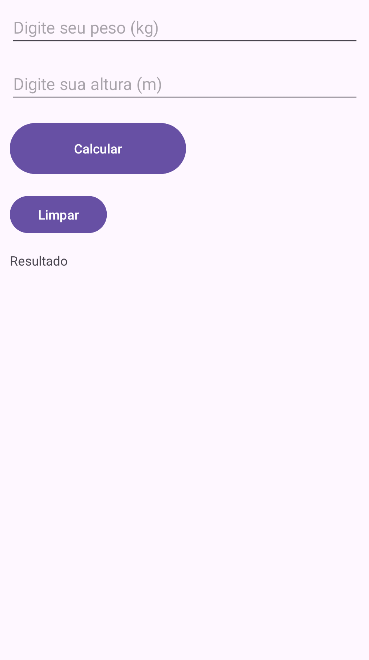 Digite seu peso (kg)
Digite sua altura (m)
Calcular
Limpar
Resultado